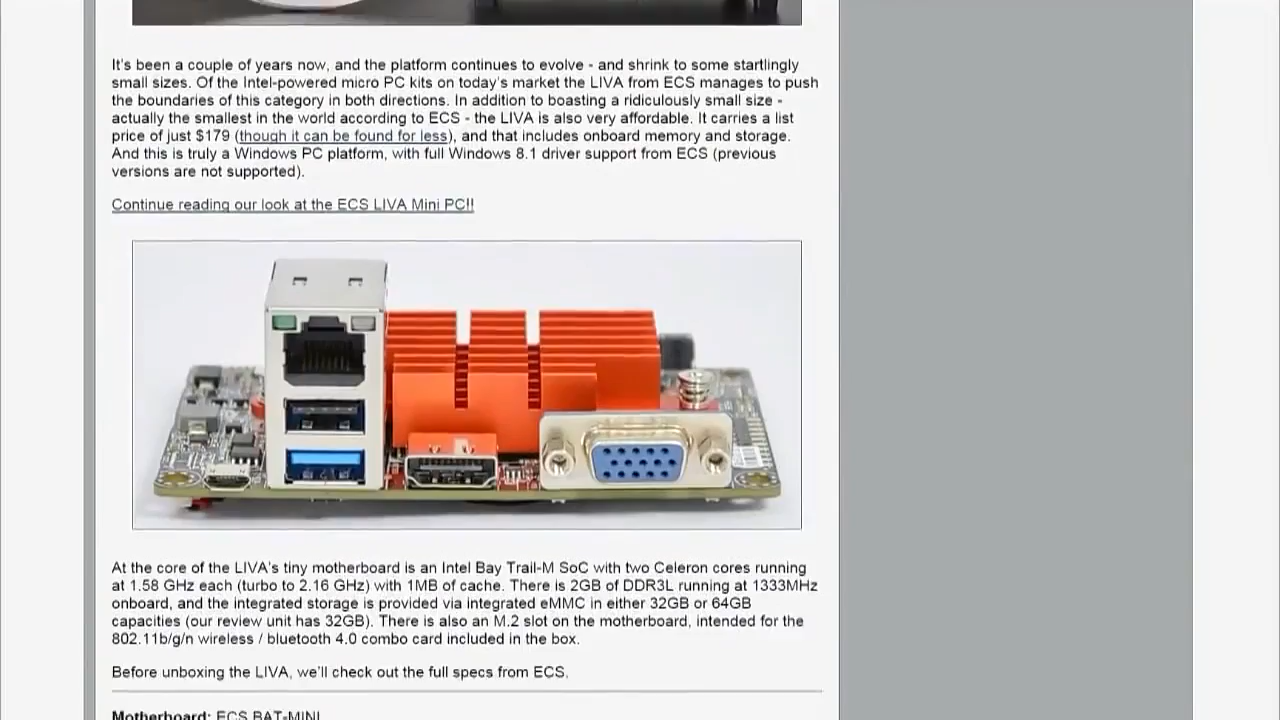 It's been a couple of years now, and the platform continues to evolve - and shrink to some startlingly
small sizes. Of the Intel-powered micro PC kits on today's market the LIVA from ECS manages to push
the boundaries of this category in both directions. In addition to boasting a ridiculously small size -
actually the smallest in the world according to ECS - the LIVA is also very affordable. It carries a list
price of just $179 (though it can be found for less), and that includes onboard memory and storage.
And this is truly a Windows PC platform, with full Windows 8.1 driver support from ECS (previous
versions are not supported).
Continue reading our look at the ECS LIVA Mini PC!!
At the core of the LIVA's tiny motherboard is an Intel Bay Trail-M SoC with two Celeron cores running
at 1.58 GHz each (turbo to 2.16 GHz) with 1MB of cache. There is 2GB of DDR3L running at 1333MHz
onboard, and the integrated storage is provided via integrated eMMC in either 32GB or 64GB
capacities (our review unit has 32GB). There is also an M.2 slot on the motherboard, intended for the
802.11b/g/n wireless / bluetooth 4.0 combo card included in the box.
Before unboxing the LIVA, we'll check out the full specs from ECS.
Motherboard: ECS BAT-MINI